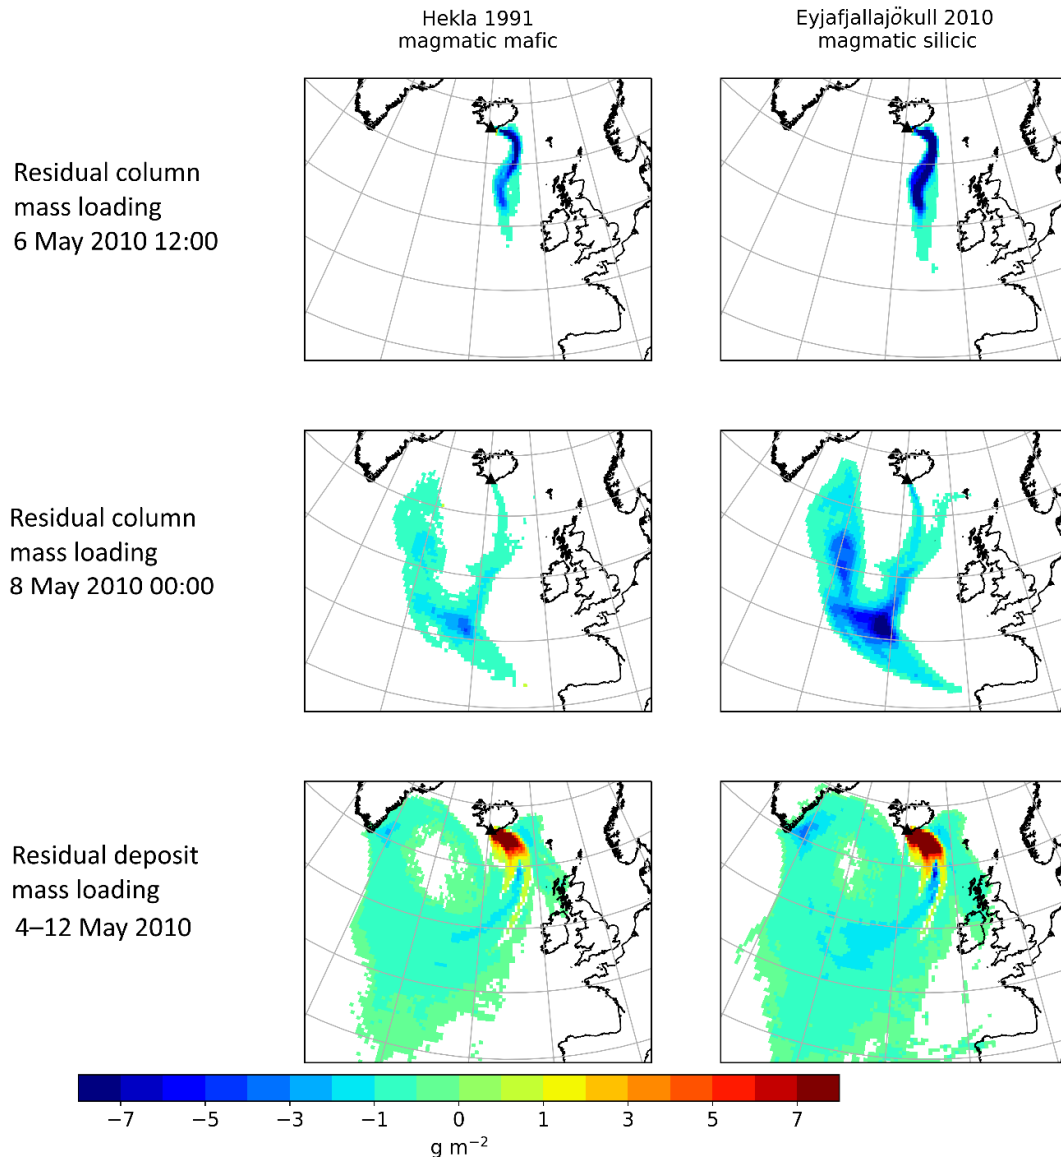 Hekla 1991
magmatic mafic
Eyjafjallajökull 2010
magmatic silicic
Residual column
mass loading
6 May 2010 12:00
Residual column
mass loading
8 May 2010 00:00
Residual deposit
mass loading
4–12 May 2010
−7 −5 −3 −1 0 1 3 5 7
g m⁻²